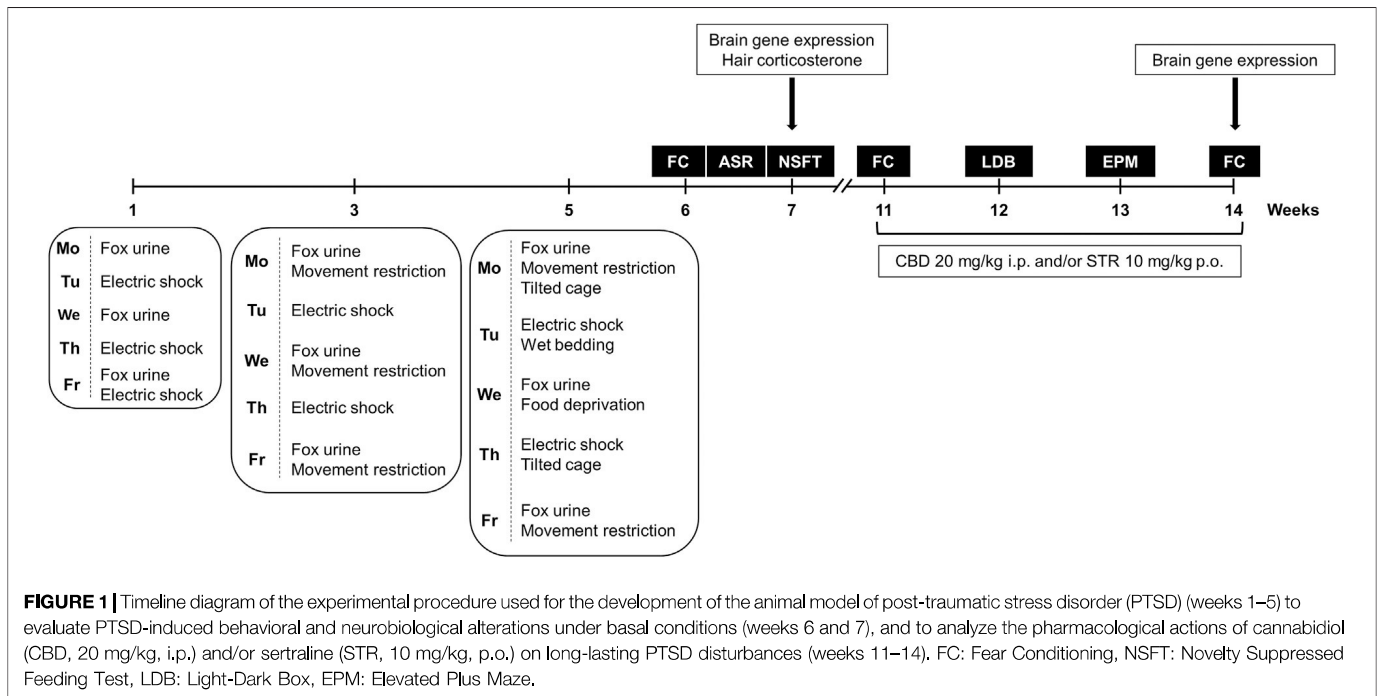 Brain gene expression
Hair corticosterone
Brain gene expression
FC ASR NSFT FC LDB EPM FC
1 3 5 6 7 11 12 13 14 Weeks
Mo Fox urine
Tu Electric shock
We Fox urine
Th Electric shock
Fr Fox urine
Electric shock
Mo Fox urine
Movement restriction
Tu Electric shock
We Fox urine
Movement restriction
Th Electric shock
Fr Fox urine
Movement restriction
Mo Fox urine
Movement restriction
Tilted cage
Tu Electric shock
Wet bedding
We Fox urine
Food deprivation
Th Electric shock
Tilted cage
Fr Fox urine
Movement restriction
CBD 20 mg/kg i.p. and/or STR 10 mg/kg p.o.
FIGURE 1 | Timeline diagram of the experimental procedure used for the development of the animal model of post-traumatic stress disorder (PTSD) (weeks 1–5) to
evaluate PTSD-induced behavioral and neurobiological alterations under basal conditions (weeks 6 and 7), and to analyze the pharmacological actions of cannabidiol
(CBD, 20 mg/kg, i.p.) and/or sertraline (STR, 10 mg/kg, p.o.) on long-lasting PTSD disturbances (weeks 11–14). FC: Fear Conditioning, NSFT: Novelty Suppressed
Feeding Test, LDB: Light-Dark Box, EPM: Elevated Plus Maze.